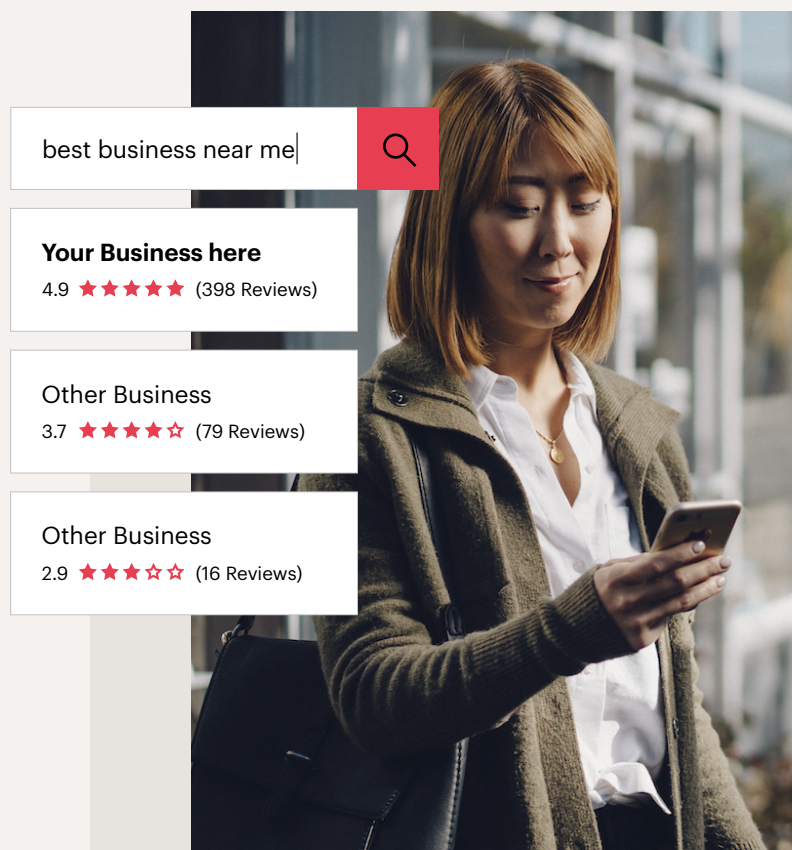 best business near me
Your Business here
4.9 ★★★★★ (398 Reviews)
Other Business
3.7 ★★★★☆ (79 Reviews)
Other Business
2.9 ★★★☆☆ (16 Reviews)